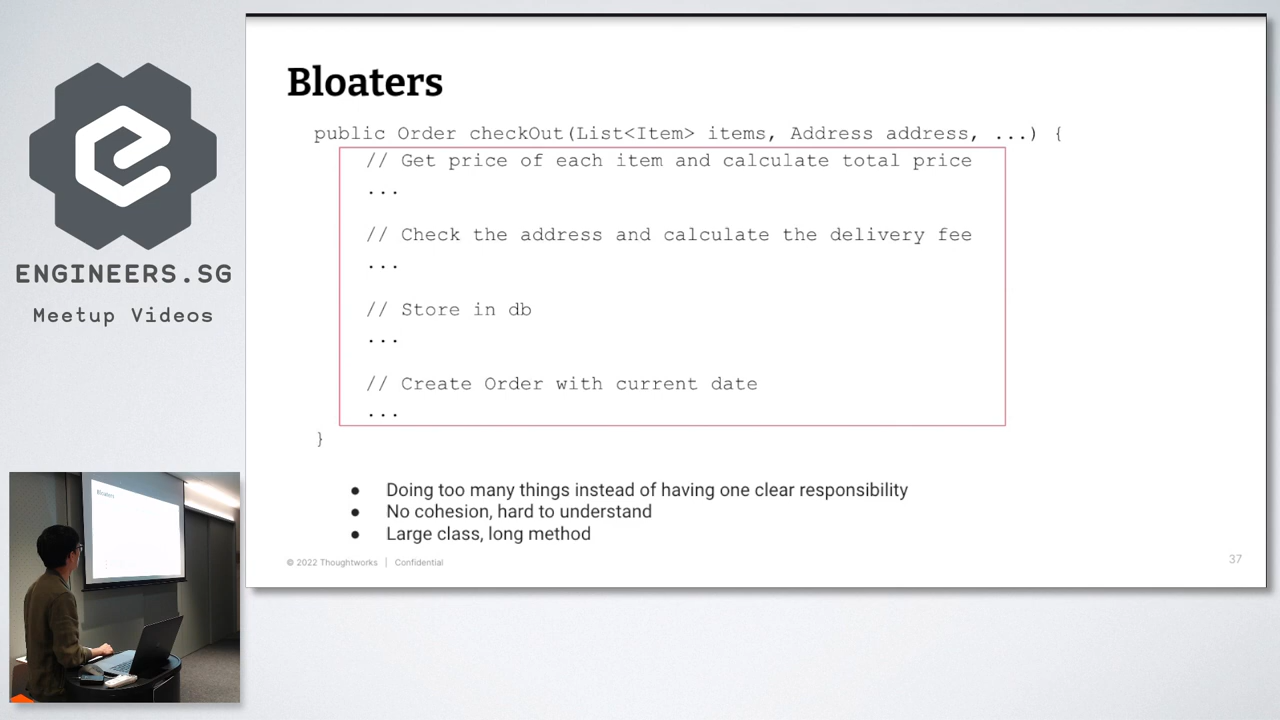 ENGINEERS.SG
Meetup Videos
Bloaters
public Order checkOut(List<Item> items, Address address, ...) {
// Get price of each item and calculate total price
...
// Check the address and calculate the delivery fee
...
// Store in db
...
// Create Order with current date
...
}
● Doing too many things instead of having one clear responsibility
● No cohesion, hard to understand
● Large class, long method
© 2022 Thoughtworks | Confidential
37
Bloaters